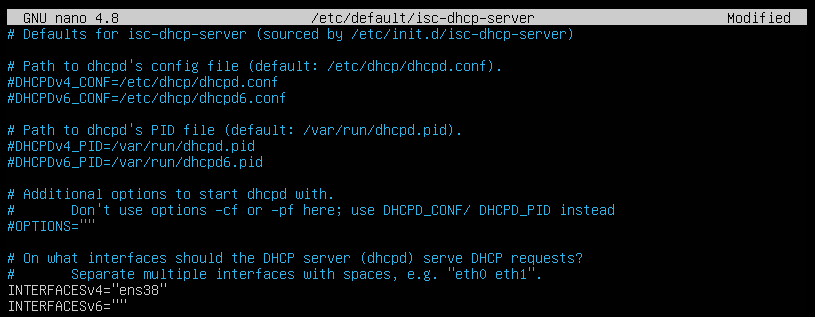 GNU nano 4.8 /etc/default/isc-dhcp-server Modified
# Defaults for isc-dhcp-server (sourced by /etc/init.d/isc-dhcp-server)
# Path to dhcpd's config file (default: /etc/dhcp/dhcpd.conf).
#DHCPDv4_CONF=/etc/dhcp/dhcpd.conf
#DHCPDv6_CONF=/etc/dhcp/dhcpd6.conf
# Path to dhcpd's PID file (default: /var/run/dhcpd.pid).
#DHCPDv4_PID=/var/run/dhcpd.pid
#DHCPDv6_PID=/var/run/dhcpd6.pid
# Additional options to start dhcpd with.
#       Don't use options -cf or -pf here; use DHCPD_CONF/ DHCPD_PID instead
#OPTIONS=""
# On what interfaces should the DHCP server (dhcpd) serve DHCP requests?
#       Separate multiple interfaces with spaces, e.g. "eth0 eth1".
INTERFACESv4="ens38"
INTERFACESv6=""